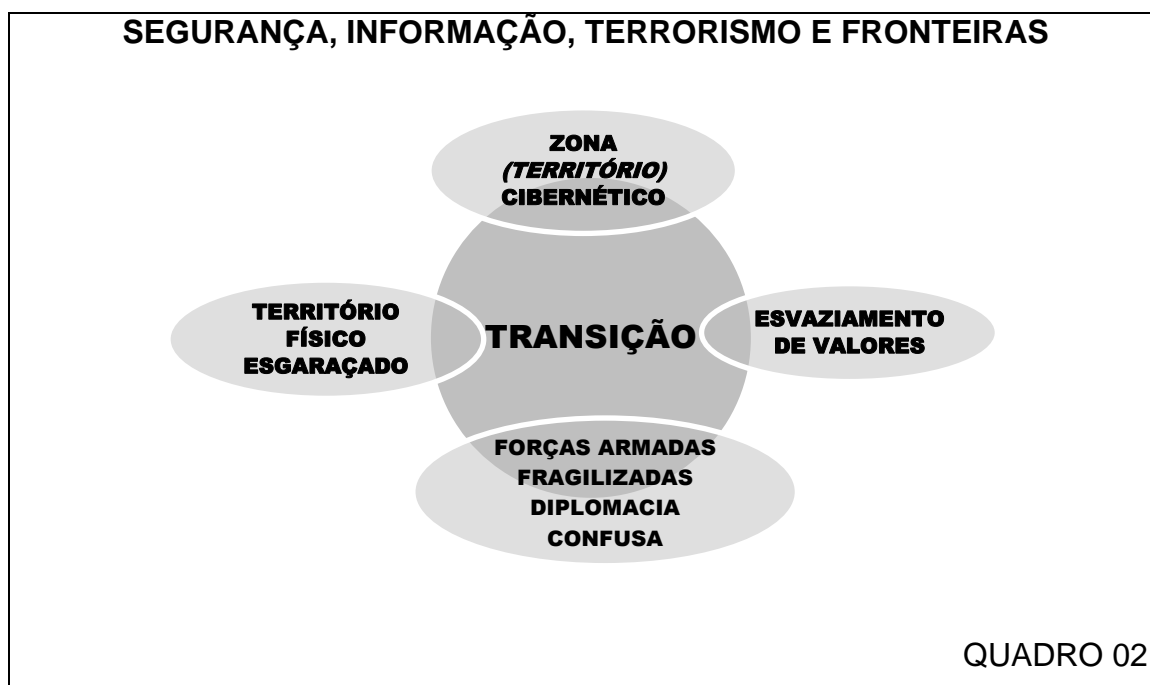 SEGURANÇA, INFORMAÇÃO, TERRORISMO E FRONTEIRAS
ZONA
(TERRITÓRIO)
CIBERNÉTICO
TERRITÓRIO
FÍSICO
ESGARAÇADO
TRANSIÇÃO
ESVAZIAMENTO
DE VALORES
FORÇAS ARMADAS
FRAGILIZADAS
DIPLOMACIA
CONFUSA
QUADRO 02